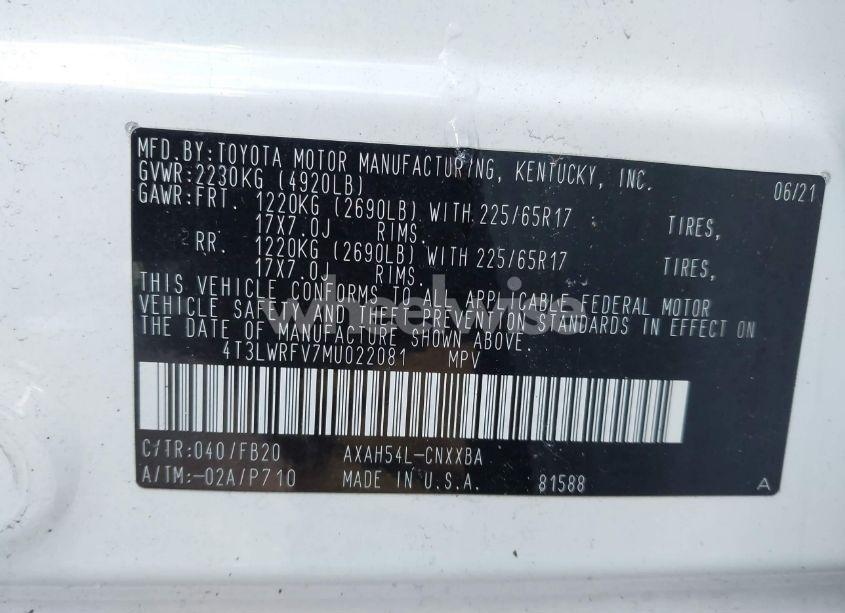 MFD.BY:TOYOTA MOTOR MANUFACTURING, KENTUCKY, INC. 06/21
GVWR:2230KG (4920LB)
GAWR:FRT. 1220KG (2690LB) WITH 225/65R17 TIRES,
17X7.0J RIMS.
RR. 1220KG (2690LB) WITH 225/65R17 TIRES,
17X7.0J RIMS.
THIS VEHICLE CONFORMS TO ALL APPLICABLE FEDERAL MOTOR
VEHICLE SAFETY AND THEFT PREVENTION STANDARDS IN EFFECT ON
THE DATE OF MANUFACTURE SHOWN ABOVE.
wheelwise
4T3LWRFV7MU022081 MPV
C/TR:040/FB20 AXAH54L-CNXXBA
A/TM:-02A/P710 MADE IN U.S.A. 81588 A